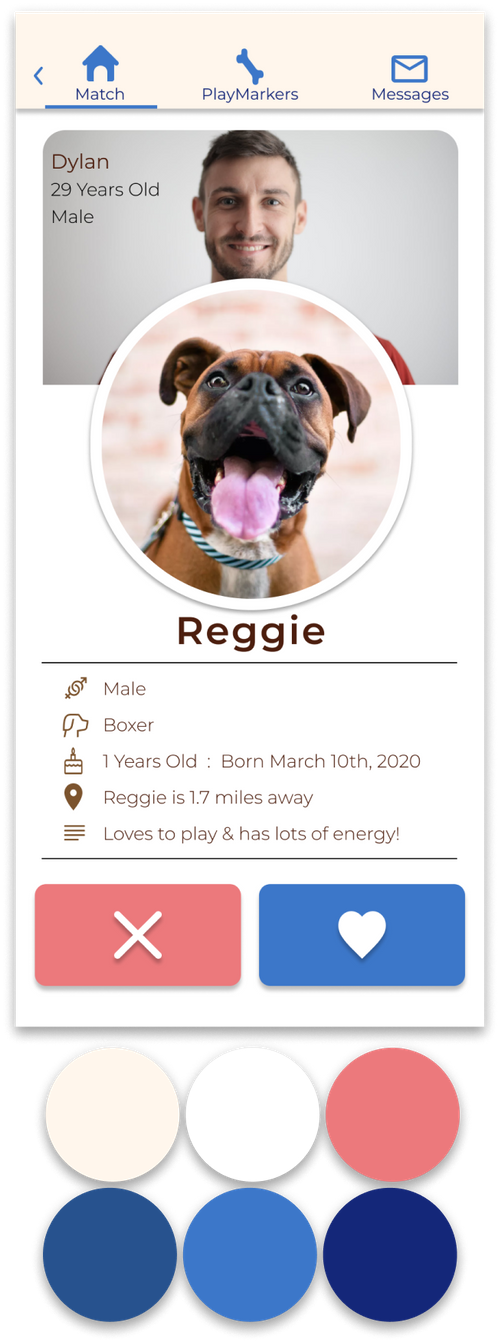 Match
PlayMarkers
Messages
Dylan
29 Years Old
Male
Reggie
Male
Boxer
1 Years Old : Born March 10th, 2020
Reggie is 1.7 miles away
Loves to play & has lots of energy!